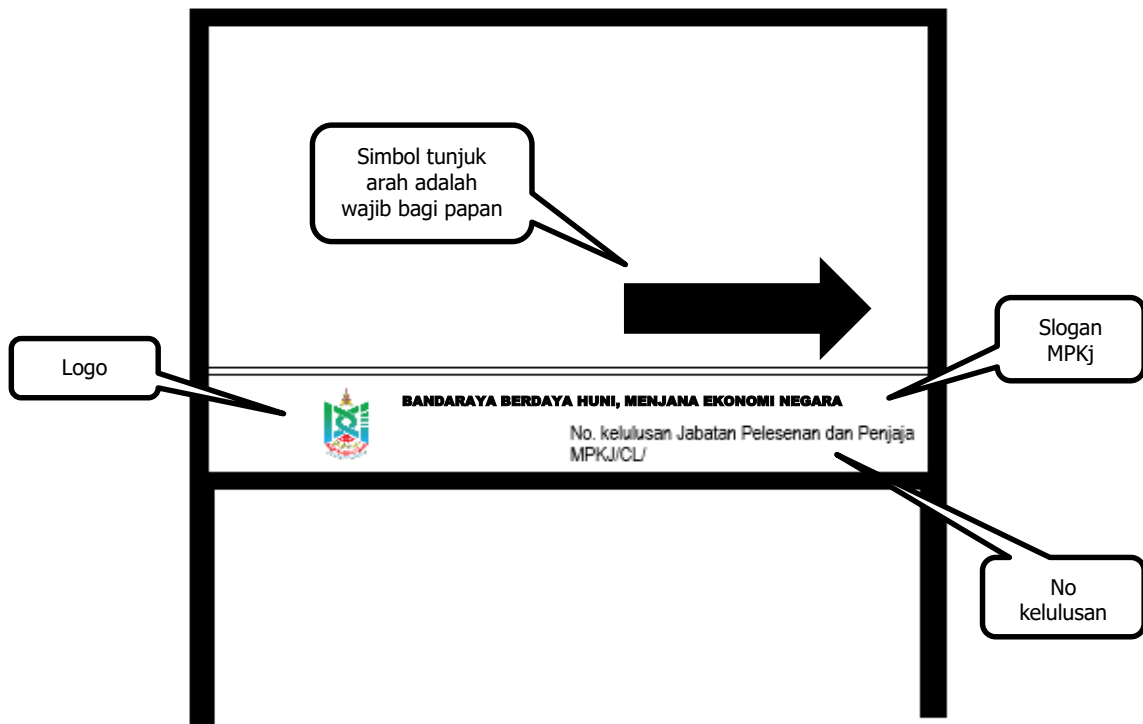 Simbol tunjuk
arah adalah
wajib bagi papan
Slogan
MPKj
Logo
BANDARAYA BERDAYA HUNI, MENJANA EKONOMI NEGARA
No. kelulusan Jabatan Pelesenan dan Penjaja
MPKJ/CL/
No
kelulusan